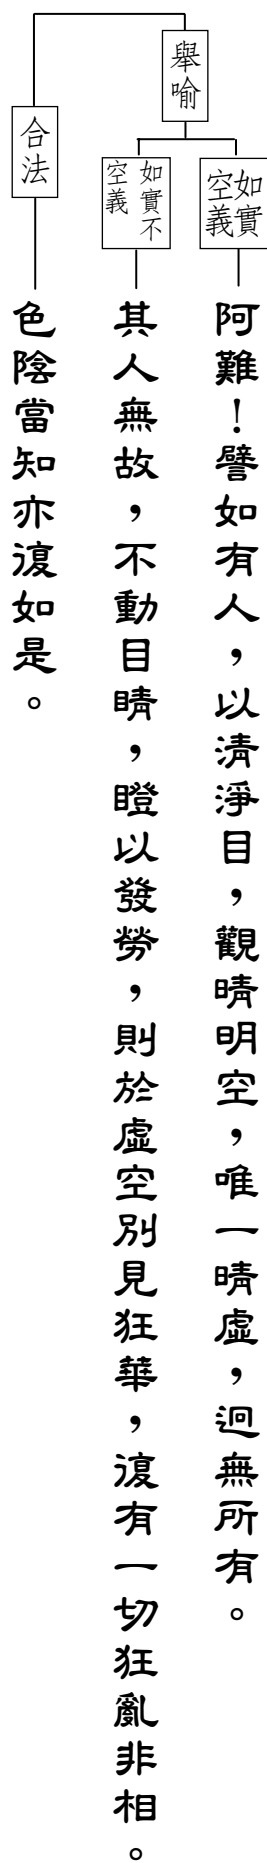 舉喻
如實空義
阿難！譬如有人，以清淨目，觀晴明空，唯一晴虛，迥無所有。
如實不空義
其人無故，不動目睛，瞪以發勞，則於虛空別見狂華，復有一切狂亂非相。
合法
色陰當知亦復如是。